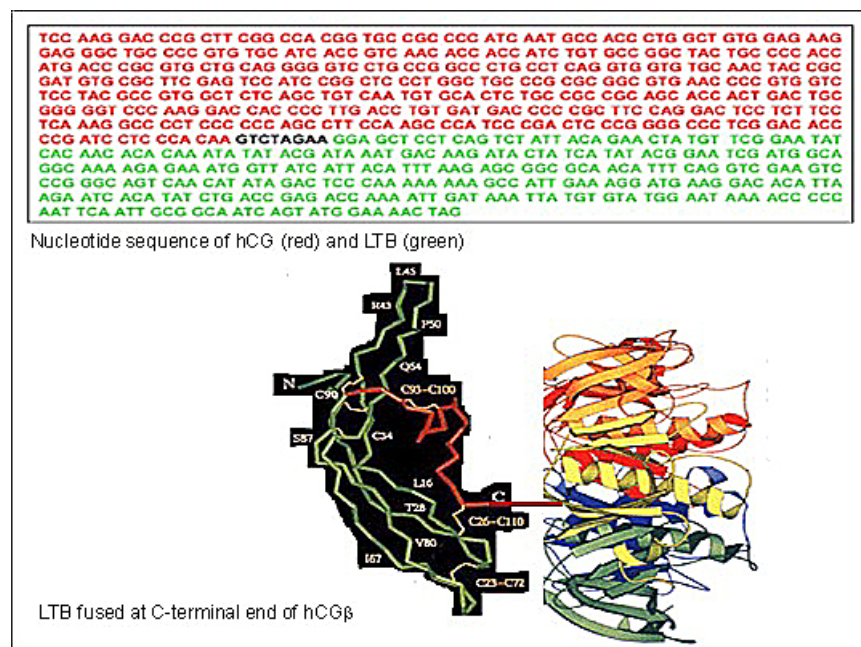 TCC AAG GAC CCG CTT CGG CCA CGG TGC CGC CCC ATC AAT GCC ACC CTG GCT GTG GAG AAG
GAG GGC TGC CCC GTG TGC ATC ACC GTC AAC ACC ACC ATC TGT GCC GGC TAC TGC CCC ACC
ATG ACC CGC GTG CTG CAG GGG GTC CTG CCG GCC CTG CCT CAG GTG GTG TGC AAC TAC CGC
GAT GTG CGC TTC GAG TCC ATC CGG CTC CCT GGC TGC CCG CGC GGC GTG AAC CCC GTG GTC
TCC TAC GCC GTG GCT CTC AGC TGT CAA TGT GCA CTC TGC CGC CGC AGC ACC ACT GAC TGC
GGG GGT CCC AAG GAC CAC CCC TTG ACC TGT GAT GAC CCC CGC TTC CAG GAC TCC TCT TCC
TCA AAG GCC CCT CCC CCC AGC CTT CCA AGC CCA TCC CGA CTC CCG GGG CCC TCG GAC ACC
CCG ATC CTC CCA CAA GTCTAGAA GGA GCT CCT CAG TCT ATT ACA GAA CTA TGT TCG GAA TAT
CAC AAC ACA CAA ATA TAT ACG ATA AAT GAC AAG ATA CTA TCA TAT ACG GAA TCG ATG GCA
GGC AAA AGA GAA ATG GTT ATC ATT ACA TTT AAG AGC GGC GCA ACA TTT CAG GTC GAA GTC
CCG GGC AGT CAA CAT ATA GAC TCC CAA AAA AAA GCC ATT GAA AGG ATG AAG GAC ACA TTA
AGA ATC ACA TAT CTG ACC GAG ACC AAA ATT GAT AAA TTA TGT GTA TGG AAT AAA ACC CCC
AAT TCA ATT GCG GCA ATC AGT ATG GAA AAC TAG
Nucleotide sequence of hCG (red) and LTB (green)
L45
R43
P50
Q54
N
C90
C93-C100
S87
C34
L16
C
T28
C26-C110
V80
I67
C23-C72
LTB fused at C-terminal end of hCGβ